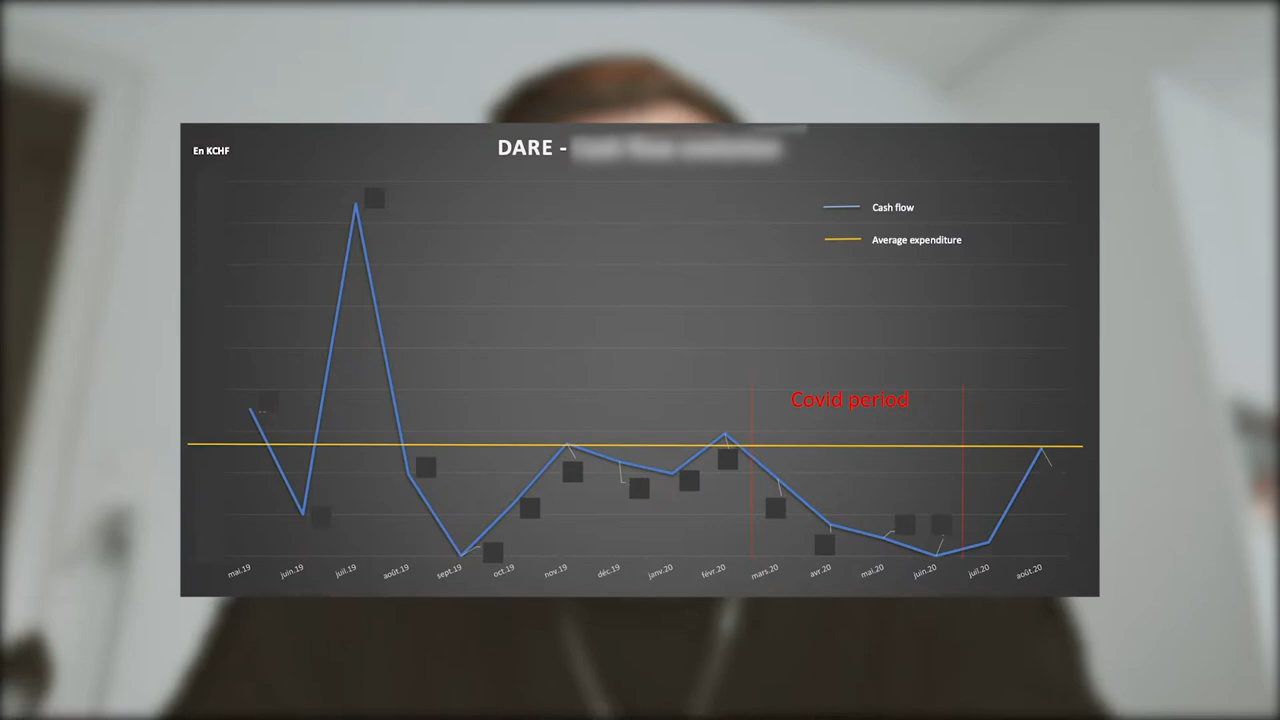 En KCHF
DARE -
Cash flow
Average expenditure
Covid period
mai.19
juin.19
juil.19
août.19
sept.19
oct.19
nov.19
déc.19
janv.20
févr.20
mars.20
avr.20
mai.20
juin.20
juil.20
août.20